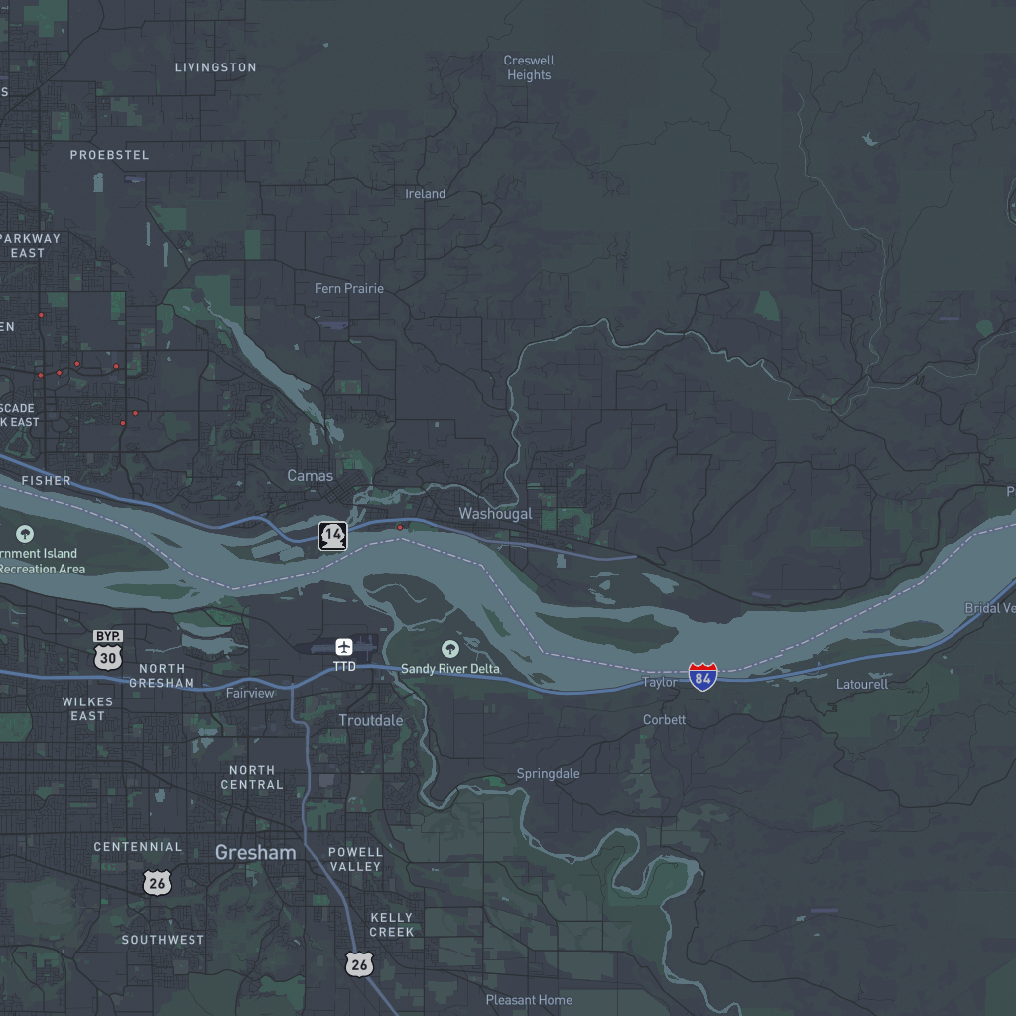 LIVINGSTON
Creswell
Heights
S
PROEBSTEL
Ireland
PARKWAY
EAST
Fern Prairie
EN
SCADE
K EAST
Camas
FISHER
P
Washougal
14
rnment Island
Recreation Area
Bridal Ve
BYP.
30
TTD
Sandy River Delta
NORTH
GRESHAM
84
Taylor
Latourell
Fairview
WILKES
EAST
Troutdale
Corbett
NORTH
CENTRAL
Springdale
CENTENNIAL
Gresham
POWELL
VALLEY
26
KELLY
CREEK
SOUTHWEST
26
Pleasant Home